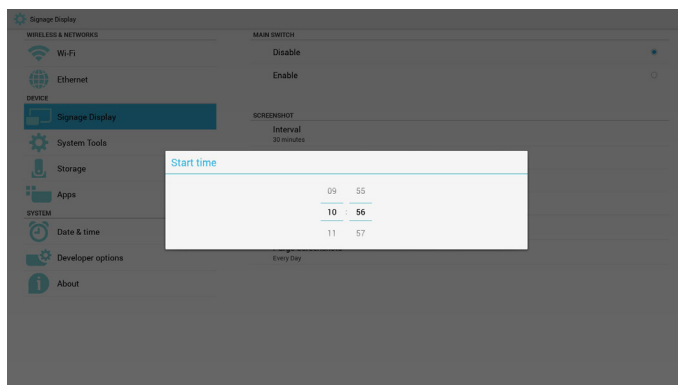 Signage Display
WIRELESS & NETWORKS
Wi-Fi
Ethernet
DEVICE
Signage Display
System Tools
Storage
Apps
SYSTEM
Date & time
Developer options
About
MAIN SWITCH
Disable
Enable
SCREENSHOT
Interval
30 minutes
Start time
09 55
10 : 56
11 57
Every Day